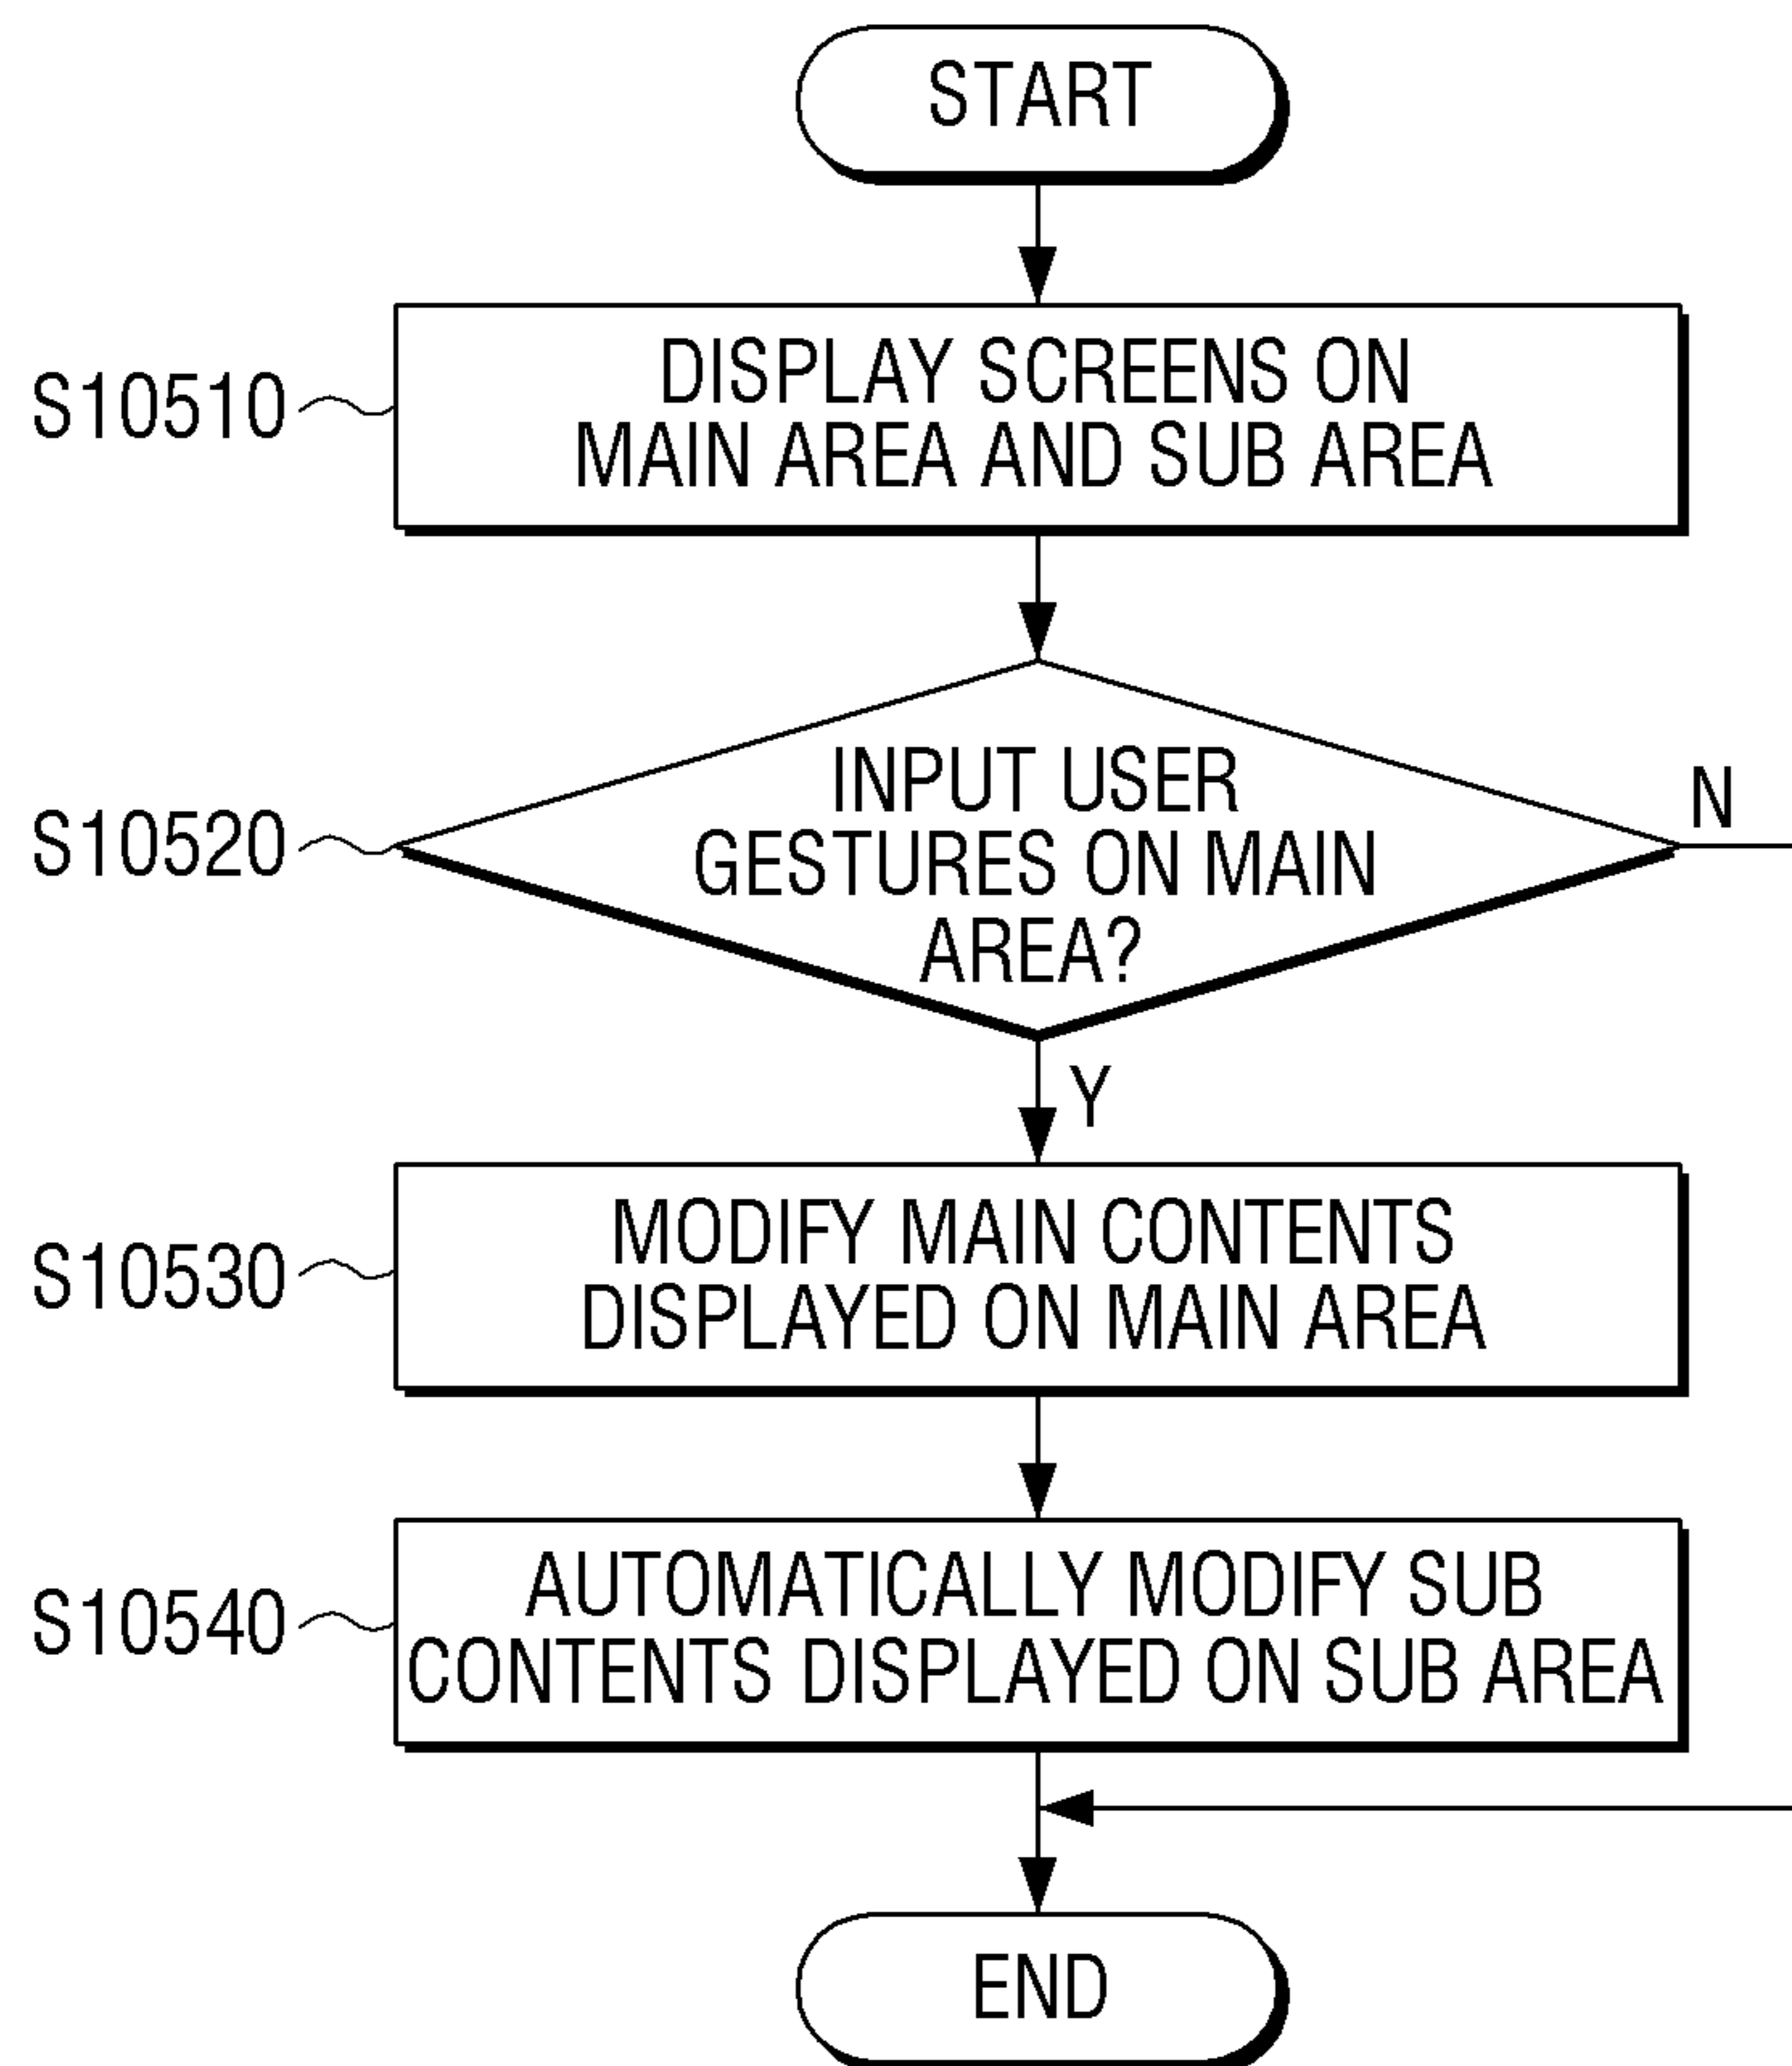 START
S10510
DISPLAY SCREENS ON
MAIN AREA AND SUB AREA
S10520
INPUT USER
GESTURES ON MAIN
AREA?
N
Y
S10530
MODIFY MAIN CONTENTS
DISPLAYED ON MAIN AREA
S10540
AUTOMATICALLY MODIFY SUB
CONTENTS DISPLAYED ON SUB AREA
END